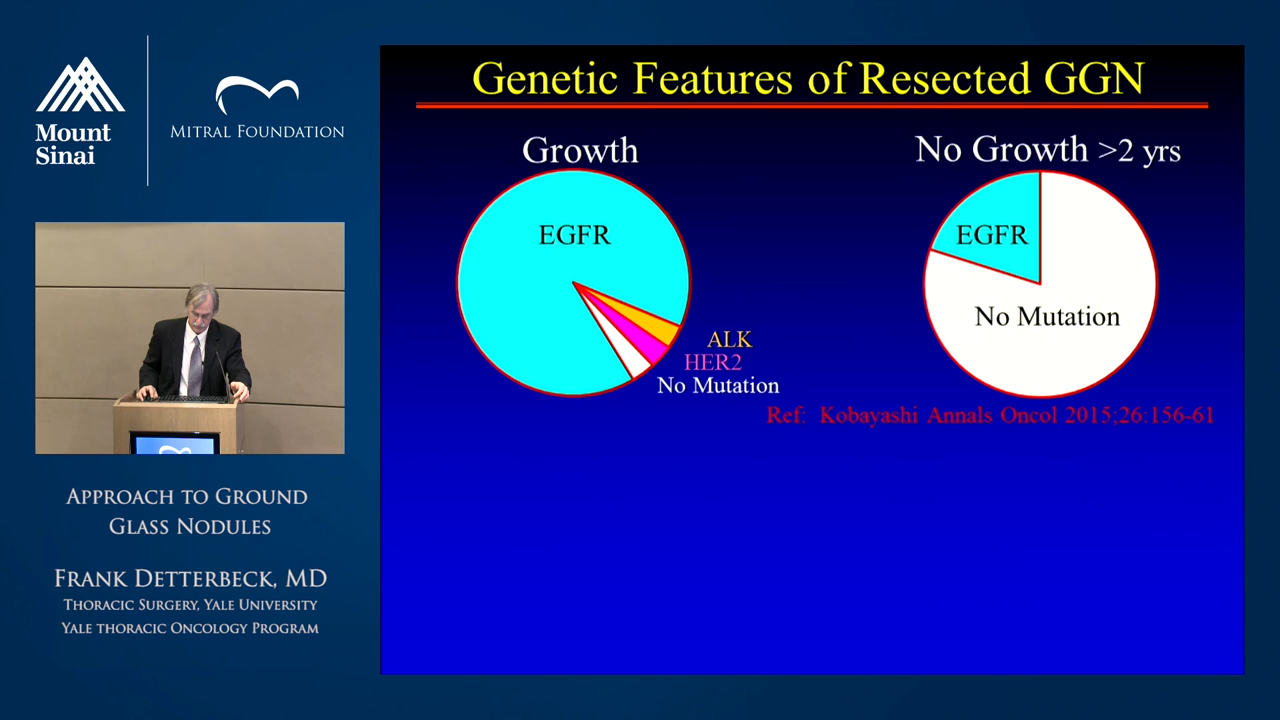 Mount
Sinai
MITRAL FOUNDATION
Genetic Features of Resected GGN
Growth
EGFR
ALK
HER2
No Mutation
No Growth >2 yrs
EGFR
No Mutation
Ref: Kobayashi Annals Oncol 2015;26:156-61
APPROACH TO GROUND
GLASS NODULES
FRANK DETTERBECK, MD
THORACIC SURGERY, YALE UNIVERSITY
YALE THORACIC ONCOLOGY PROGRAM